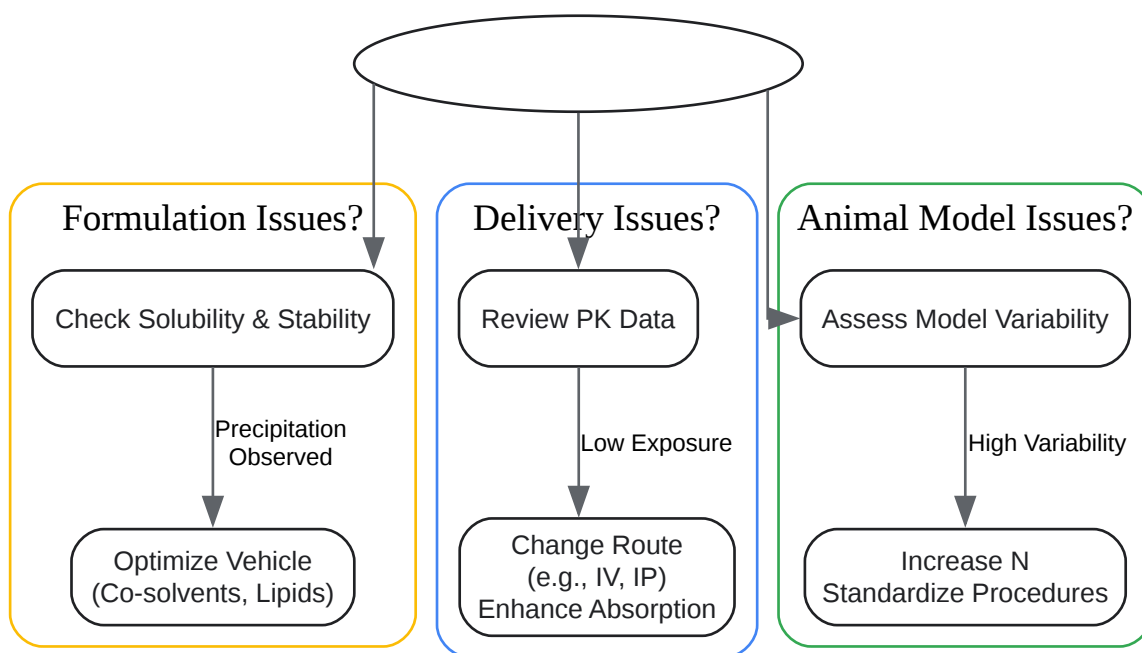 Formulation Issues?
Check Solubility & Stability
Precipitation
Observed
Optimize Vehicle
(Co-solvents, Lipids)
Delivery Issues?
Review PK Data
Low Exposure
Change Route
(e.g., IV, IP)
Enhance Absorption
Animal Model Issues?
Assess Model Variability
High Variability
Increase N
Standardize Procedures